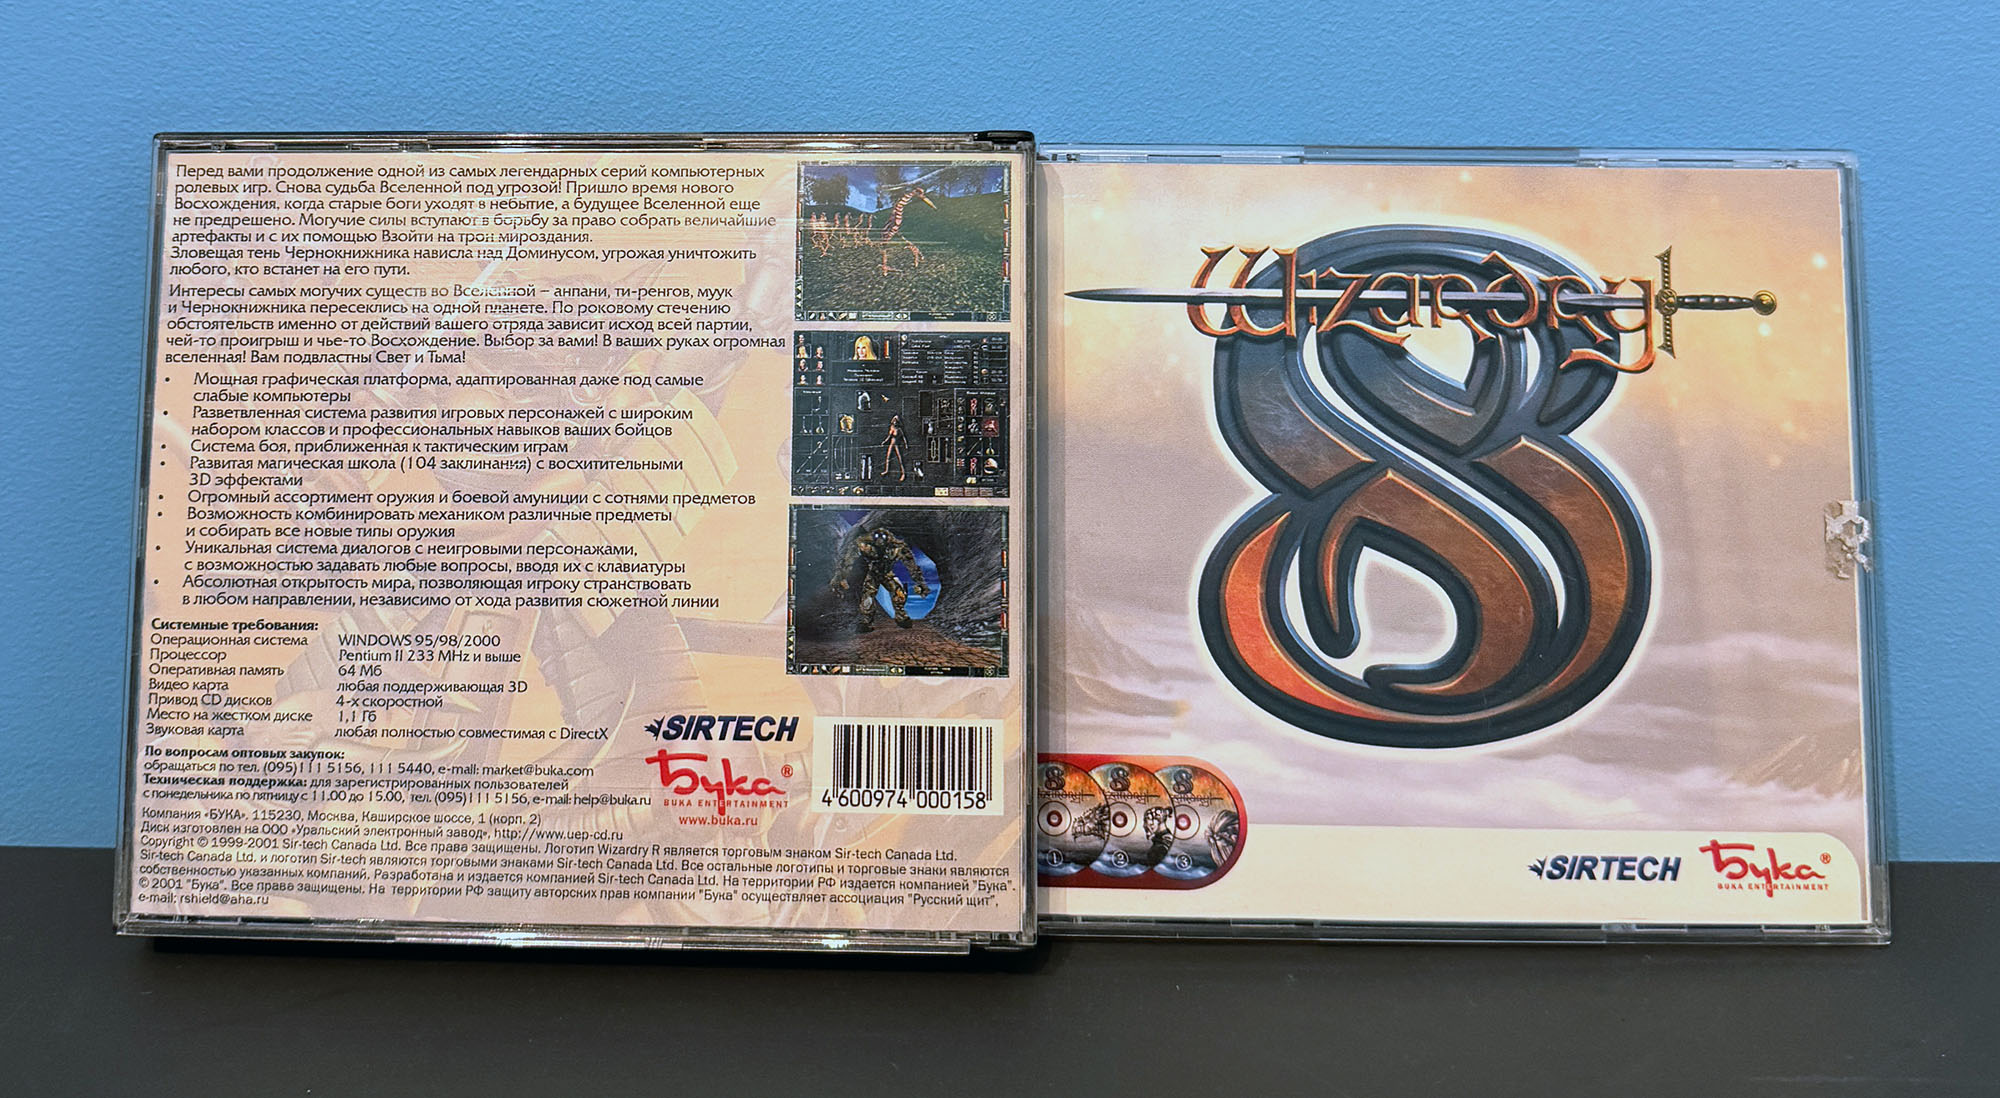 Перед вами продолжение одной из самых легендарных серий компьютерных
ролевых игр. Снова судьба Вселенной под угрозой! Пришло время нового
Восхождения, когда старые боги уходят в небытие, а будущее Вселенной еще
не предрешено. Могучие силы вступают в борьбу за право собрать величайшие
артефакты и с их помощью Взойти на трон мироздания.
Зловещая тень Чернокнижника нависла над Доминусом, угрожая уничтожить
любого, кто встанет на его пути.
Интересы самых могучих существ во Вселенной – анпани, ти-ренгов, муук
и Чернокнижника пересеклись на одной планете. По роковому стечению
обстоятельств именно от действий вашего отряда зависит исход всей партии,
чей-то проигрыш и чье-то Восхождение. Выбор за вами! В ваших руках огромная
вселенная! Вам подвластны Свет и Тьма!
• Мощная графическая платформа, адаптированная даже под самые
слабые компьютеры
• Разветвленная система развития игровых персонажей с широким
набором классов и профессиональных навыков ваших бойцов
• Система боя, приближенная к тактическим играм
• Развитая магическая школа (104 заклинания) с восхитительными
3D эффектами
• Огромный ассортимент оружия и боевой амуниции с сотнями предметов
• Возможность комбинировать механиком различные предметы
и собирать все новые типы оружия
• Уникальная система диалогов с неигровыми персонажами,
с возможностью задавать любые вопросы, вводя их с клавиатуры
• Абсолютная открытость мира, позволяющая игроку странствовать
в любом направлении, независимо от хода развития сюжетной линии
Системные требования:
Операционная система WINDOWS 95/98/2000
Процессор Pentium II 233 MHz и выше
Оперативная память 64 Мб
Видео карта любая поддерживающая 3D
Привод CD дисков 4-х скоростной
Место на жестком диске 1,1 Гб
Звуковая карта любая полностью совместимая с DirectX
По вопросам оптовых закупок:
обращаться по тел. (095)111 5156, 111 5440, e-mail: market@buka.com
Техническая поддержка: для зарегистрированных пользователей
с понедельника по пятницу с 11.00 до 15.00, тел. (095)111 5156, e-mail: help@buka.ru
SIRTECH
Бука®
BUKA ENTERTAINMENT
www.buka.ru
4 600974 000158
Компания «БУКА». 115230, Москва, Каширское шоссе, 1 (корп. 2)
Диск изготовлен на ООО «Уральский электронный завод», http://www.uep-cd.ru
Copyright © 1999-2001 Sir-tech Canada Ltd. Все права защищены. Логотип Wizardry R является торговым знаком Sir-tech Canada Ltd.
Sir-tech Canada Ltd. и логотип Sir-tech являются торговыми знаками Sir-tech Canada Ltd. Все остальные логотипы и торговые знаки являются
собственностью указанных компаний. Разработана и издается компанией Sir-tech Canada Ltd. На территории РФ издается компанией "Бука".
© 2001 "Бука". Все права защищены. На территории РФ защиту авторских прав компании "Бука" осуществляет ассоциация "Русский щит",
e-mail: rshield@aha.ru
Wizardry
8
8 8 8
Wizardry Wizardry Wizardry
1 2 3
SIRTECH
Бука®
BUKA ENTERTAINMENT